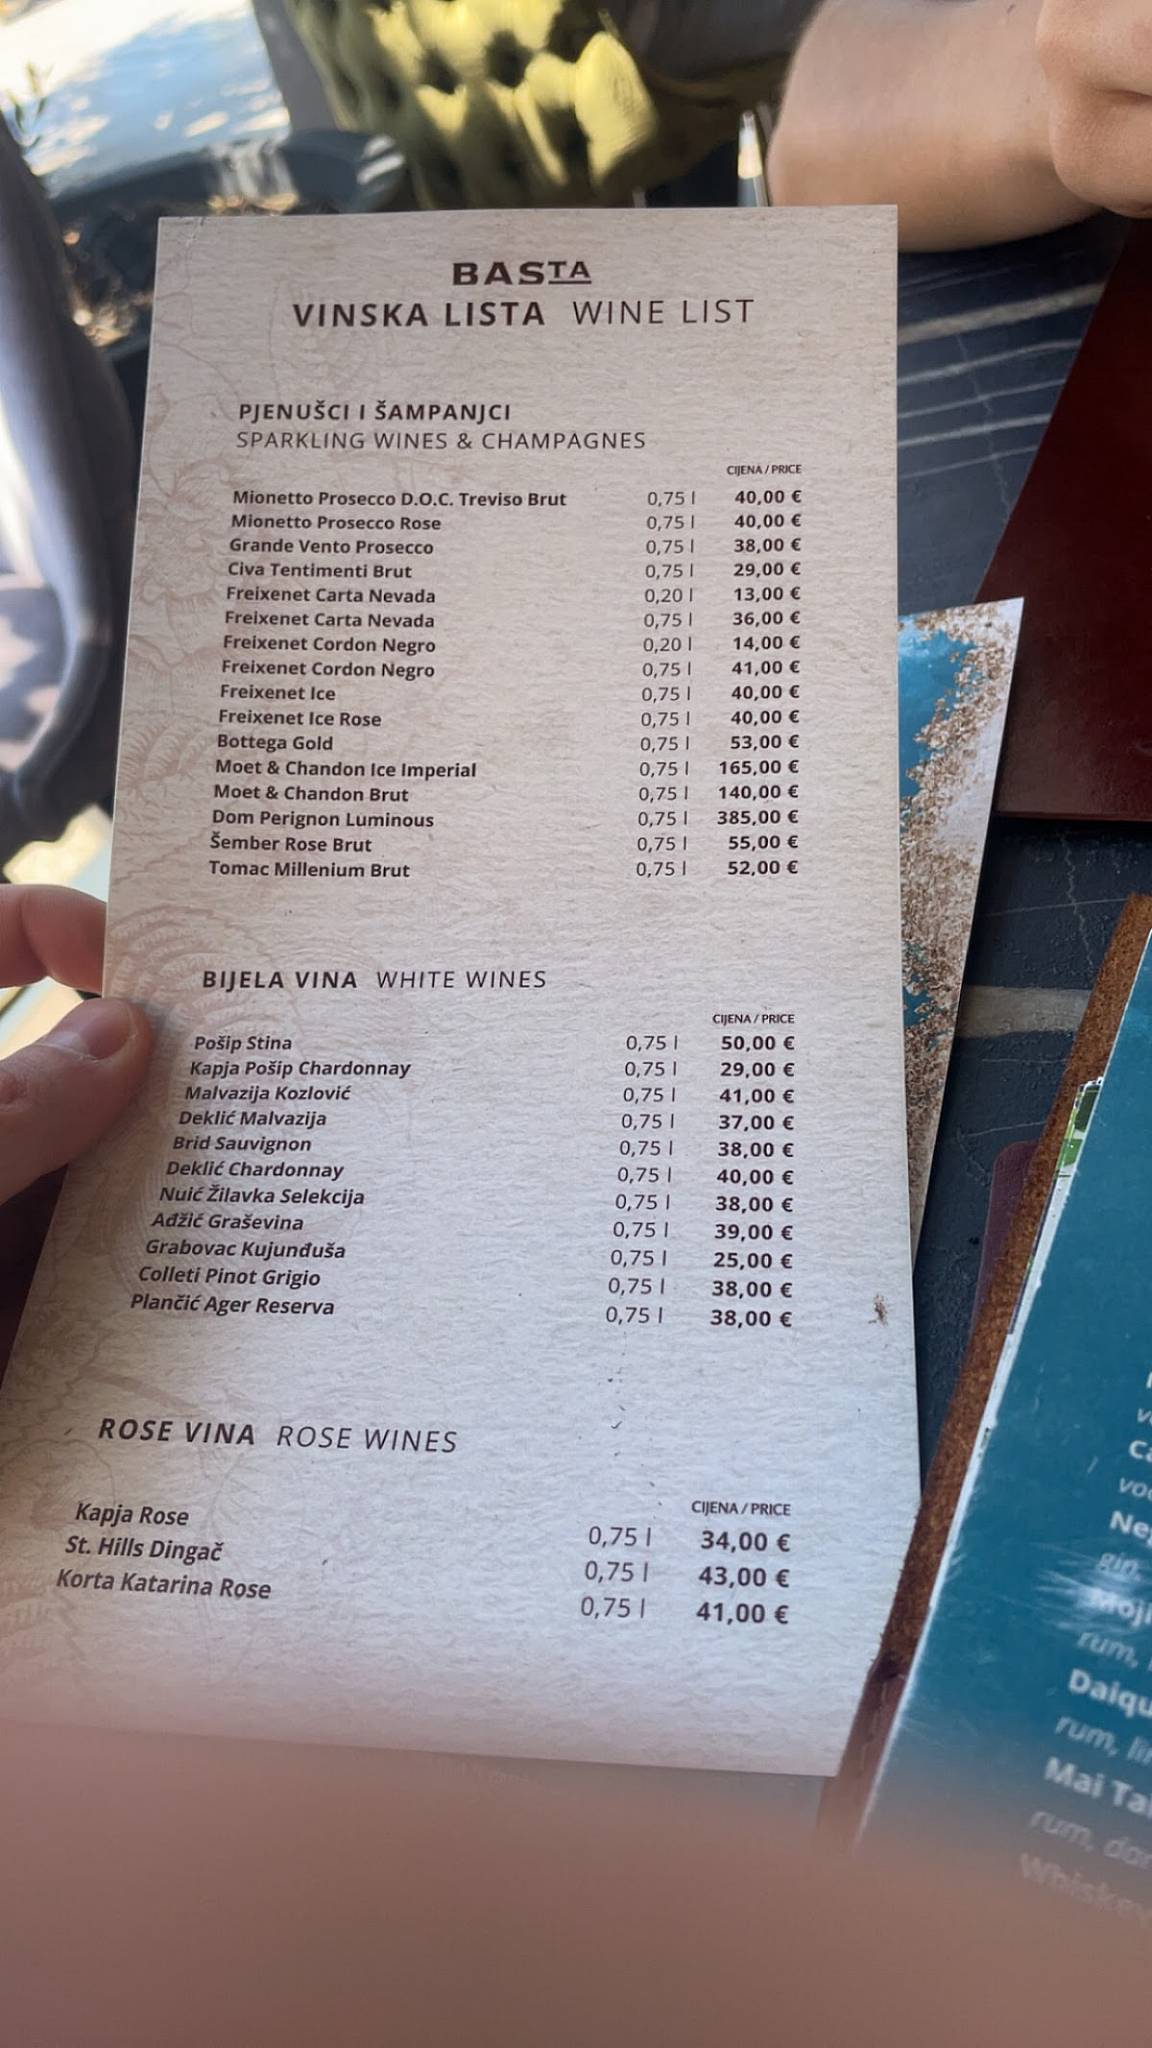 BASTA
VINSKA LISTA WINE LIST
PJENUŠCI I ŠAMPANJCI
SPARKLING WINES & CHAMPAGNES
CIJENA / PRICE
Mionetto Prosecco D.O.C. Treviso Brut 0,75 l 40,00 €
Mionetto Prosecco Rose 0,75 l 40,00 €
Grande Vento Prosecco 0,75 l 38,00 €
Civa Tentimenti Brut 0,75 l 29,00 €
Freixenet Carta Nevada 0,20 l 13,00 €
Freixenet Carta Nevada 0,75 l 36,00 €
Freixenet Cordon Negro 0,20 l 14,00 €
Freixenet Cordon Negro 0,75 l 41,00 €
Freixenet Ice 0,75 l 40,00 €
Freixenet Ice Rose 0,75 l 40,00 €
Bottega Gold 0,75 l 53,00 €
Moet & Chandon Ice Imperial 0,75 l 165,00 €
Moet & Chandon Brut 0,75 l 140,00 €
Dom Perignon Luminous 0,75 l 385,00 €
Šember Rose Brut 0,75 l 55,00 €
Tomac Millenium Brut 0,75 l 52,00 €
BIJELA VINA WHITE WINES
CIJENA / PRICE
Pošip Stina 0,75 l 50,00 €
Kapja Pošip Chardonnay 0,75 l 29,00 €
Malvazija Kozlović 0,75 l 41,00 €
Deklić Malvazija 0,75 l 37,00 €
Brid Sauvignon 0,75 l 38,00 €
Deklić Chardonnay 0,75 l 40,00 €
Nuić Žilavka Selekcija 0,75 l 38,00 €
Adžić Graševina 0,75 l 39,00 €
Grabovac Kujunđuša 0,75 l 25,00 €
Colleti Pinot Grigio 0,75 l 38,00 €
Plančić Ager Reserva 0,75 l 38,00 €
ROSE VINA ROSE WINES
CIJENA / PRICE
Kapja Rose 0,75 l 34,00 €
St. Hills Dingač 0,75 l 43,00 €
Korta Katarina Rose 0,75 l 41,00 €
gin,
rum,
rum,
Mai Tai
rum,
Whiskey